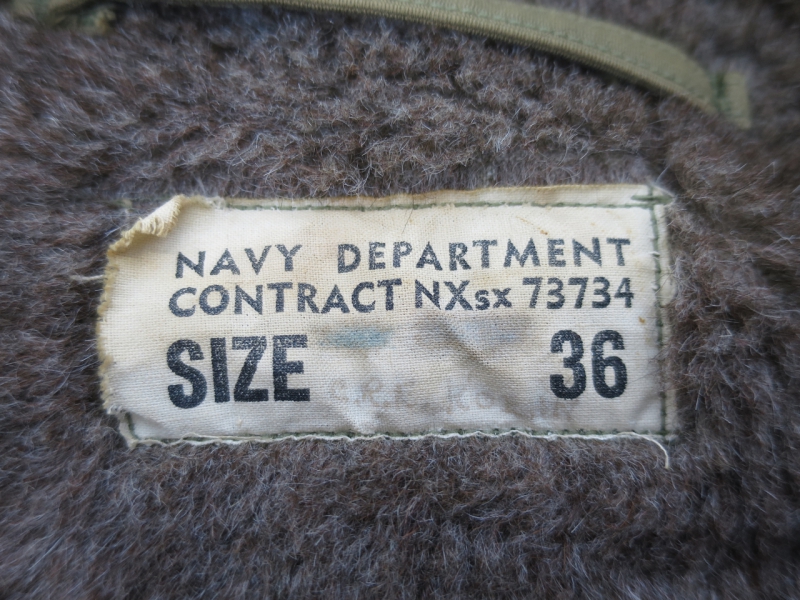 NAVY DEPARTMENT
CONTRACT NXsx 73734
SIZE 36